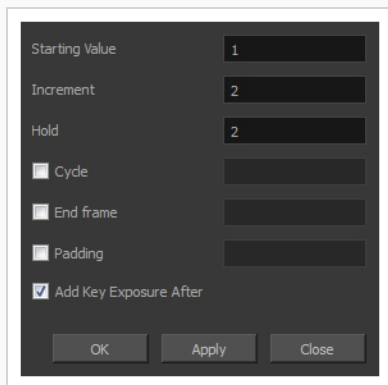 Starting Value 1
Increment 2
Hold 2
Cycle
End frame
Padding
Add Key Exposure After
OK Apply Close